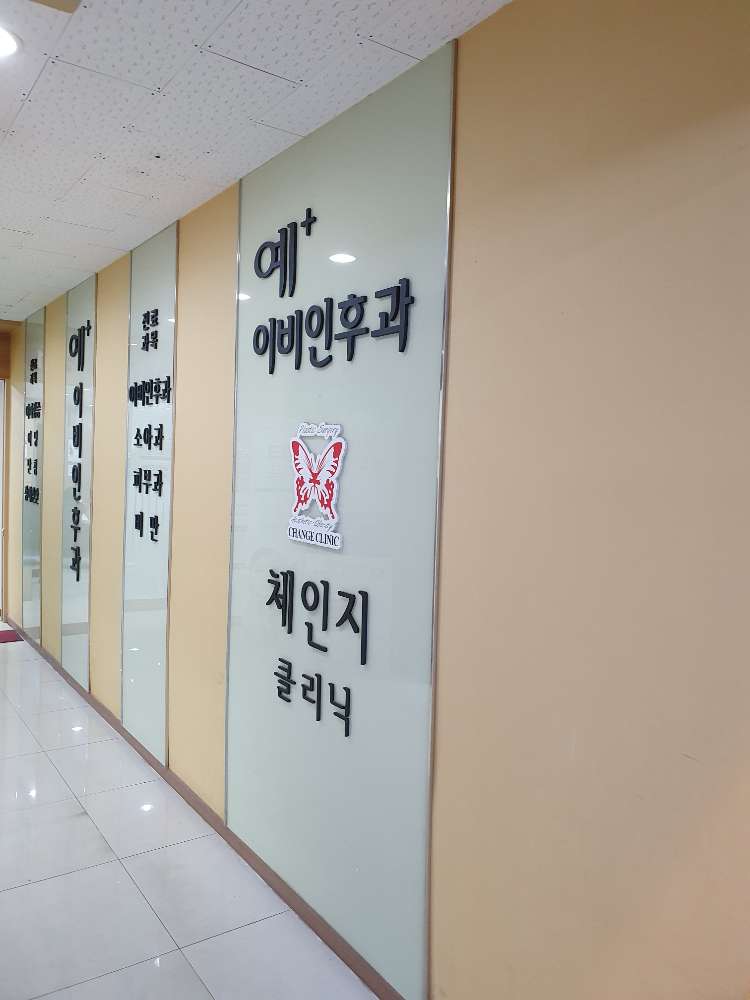 예+
이비인후과
Plastic Surgery
CHANGE CLINIC
체인지
클리닉
진료
과목
이비인후과
소아과
피부과
비만
예+
이비인후과